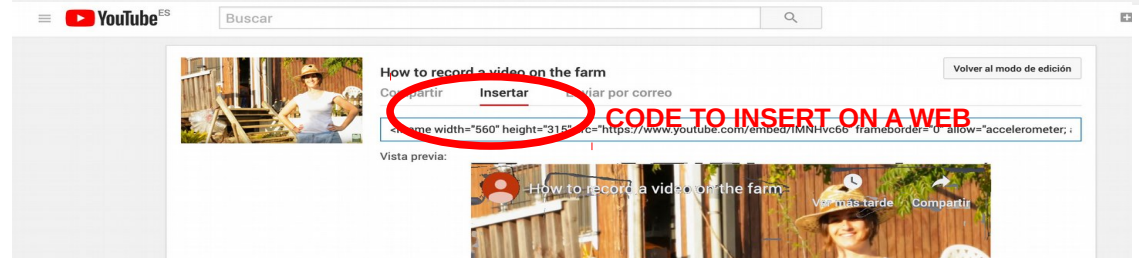 YouTube ES
Buscar
How to record a video on the farm
Volver al modo de edición
Compartir Insertar Enviar por correo
CODE TO INSERT ON A WEB
width="560" height="315" src="https://www.youtube.com/embed/IMNHvc66" frameborder="0" allow="accelerometer;
Vista previa:
How to record a video on the farm
Ver más tarde Compartir